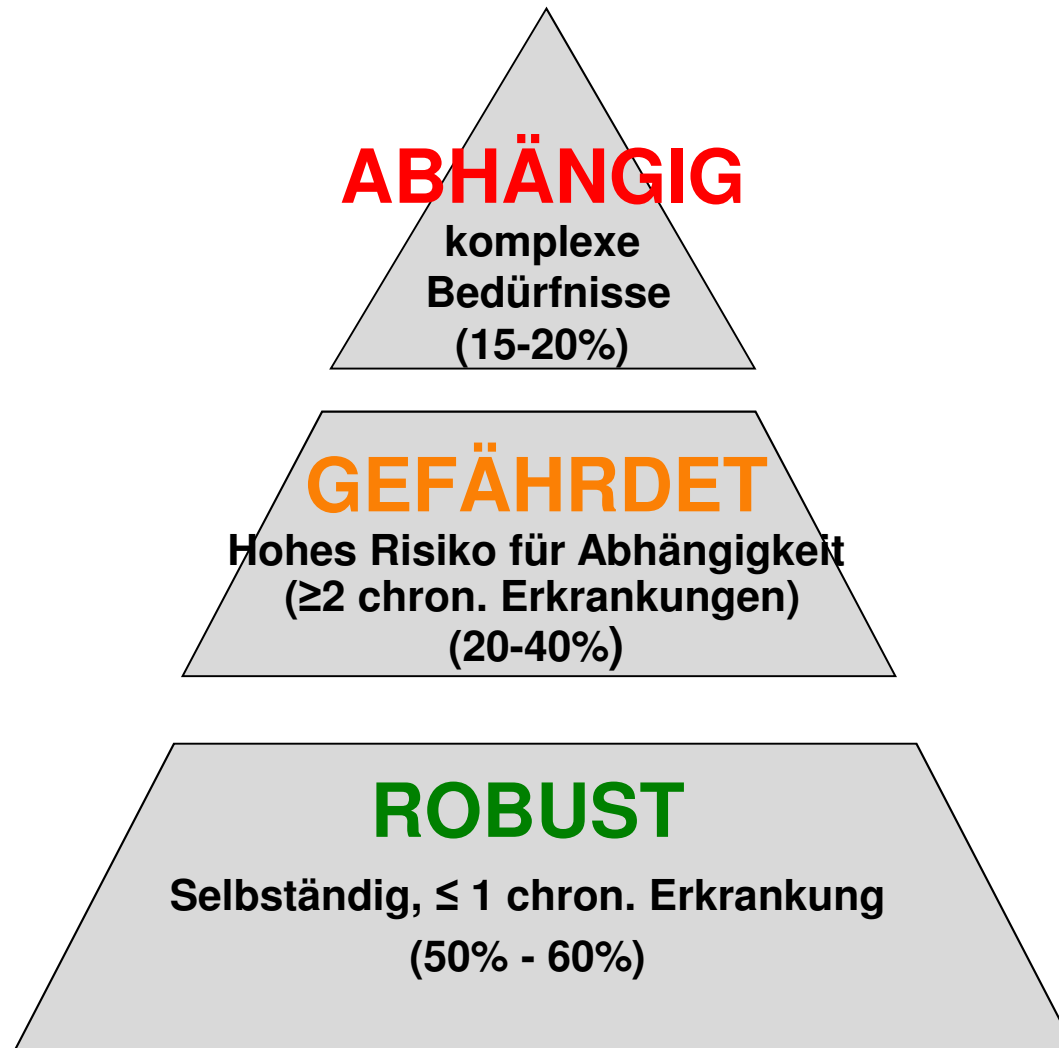 ABHÄNGIG
komplexe
Bedürfnisse
(15-20%)
GEFÄHRDET
Hohes Risiko für Abhängigkeit
(≥2 chron. Erkrankungen)
(20-40%)
ROBUST
Selbständig, ≤ 1 chron. Erkrankung
(50% - 60%)